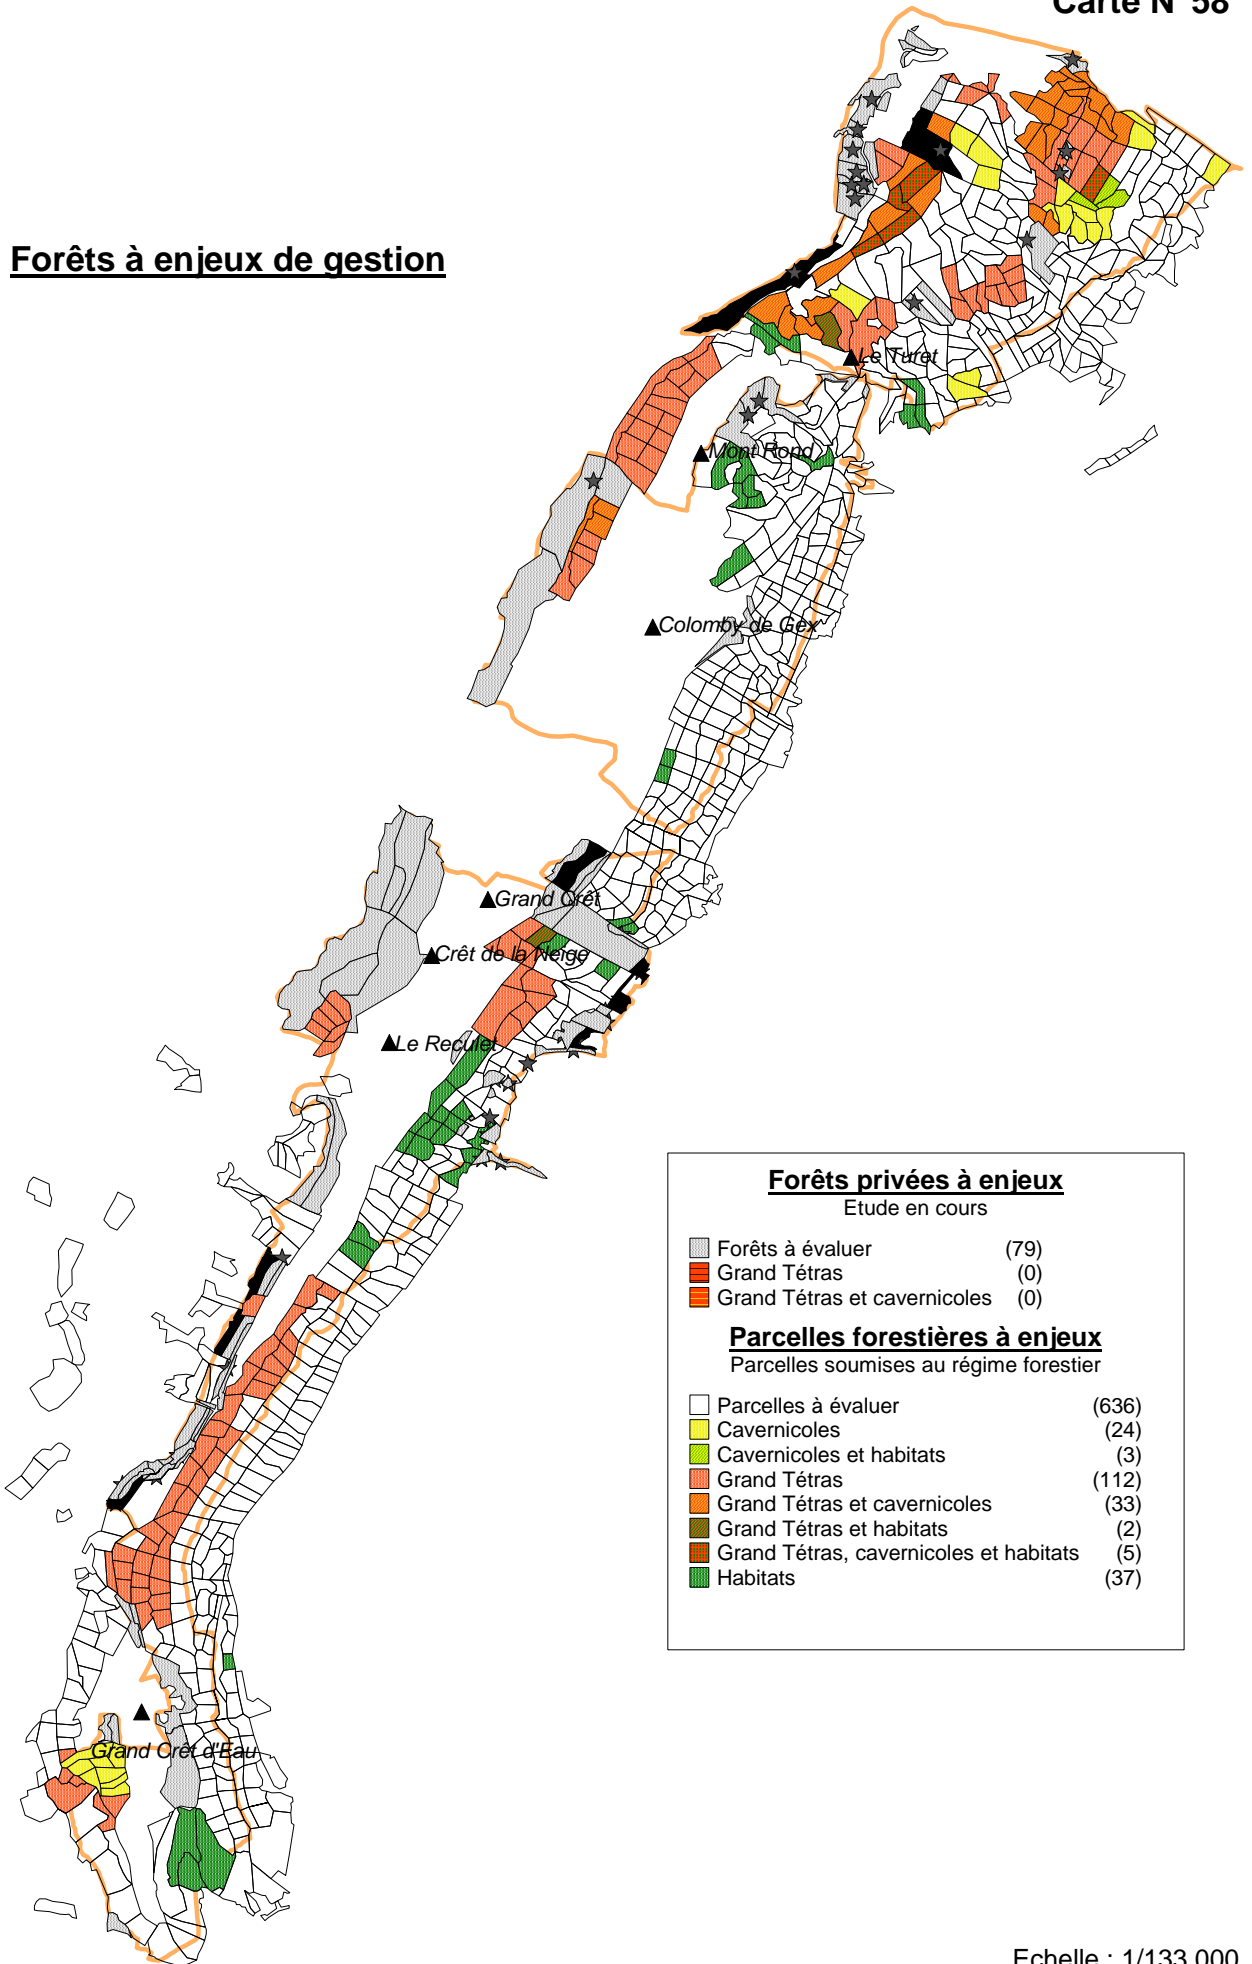 Carte N°58
Forêts à enjeux de gestion
Le Turet
Mont Rond
Colomby de Gex
Grand Crêt
Crêt de la Neige
Le Reculet
Grand Crêt d'Eau
Forêts privées à enjeux
Etude en cours
Forêts à évaluer (79)
Grand Tétras (0)
Grand Tétras et cavernicoles (0)
Parcelles forestières à enjeux
Parcelles soumises au régime forestier
Parcelles à évaluer (636)
Cavernicoles (24)
Cavernicoles et habitats (3)
Grand Tétras (112)
Grand Tétras et cavernicoles (33)
Grand Tétras et habitats (2)
Grand Tétras, cavernicoles et habitats (5)
Habitats (37)
Echelle : 1/133 000